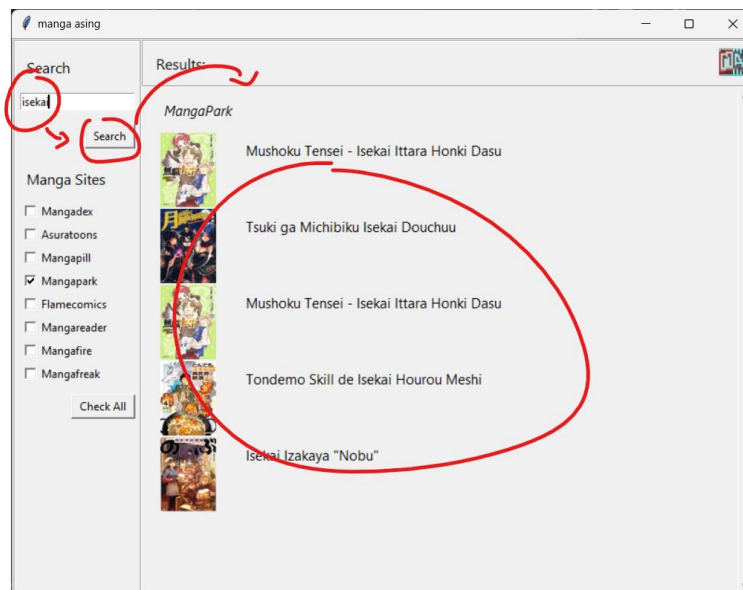 manga asing
Search
isekai
Search
Manga Sites
Mangadex
Asuratoons
Mangapill
Mangapark
Flamecomics
Mangareader
Mangafire
Mangafreak
Check All
Results:
MangaPark
Mushoku Tensei - Isekai Ittara Honki Dasu
Tsuki ga Michibiku Isekai Douchuu
Mushoku Tensei - Isekai Ittara Honki Dasu
Tondemo Skill de Isekai Hourou Meshi
Isekai Izakaya "Nobu"